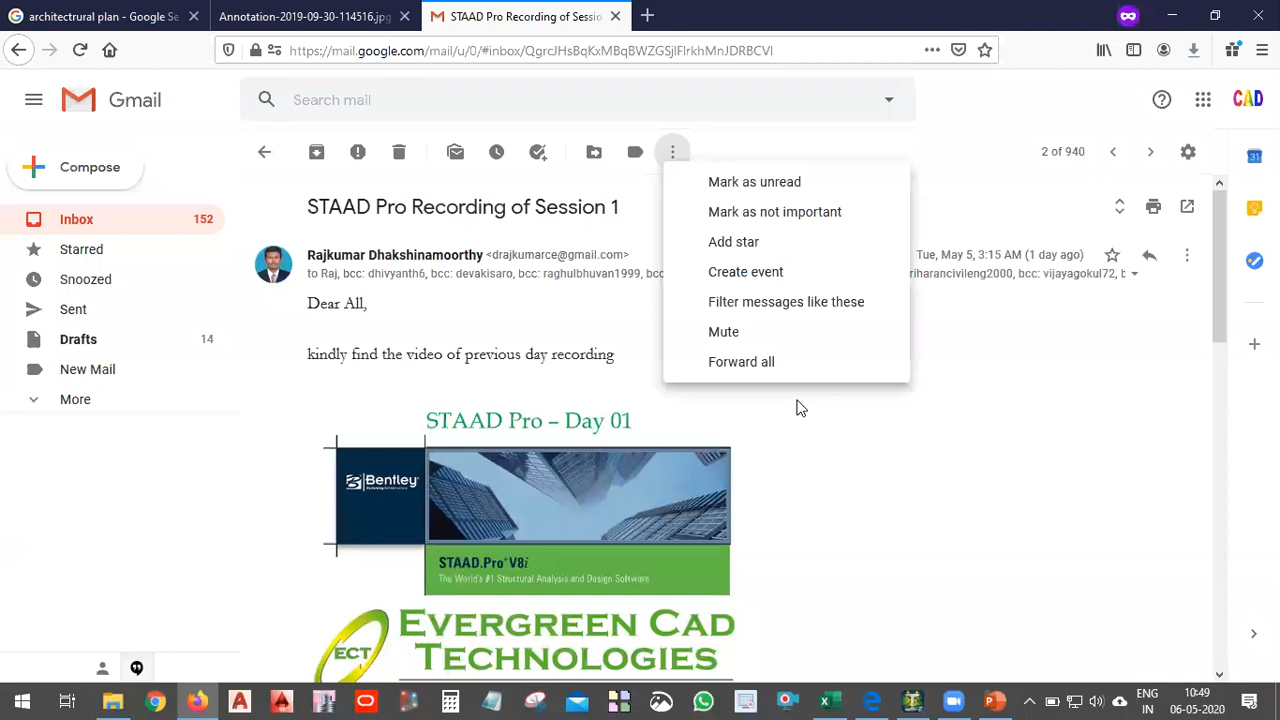 architectrural plan - Google Se
Annotation-2019-09-30-114516.jpg
STAAD Pro Recording of Sessio
https://mail.google.com/mail/u/0/#inbox/QgrcJHsBqKxMBqBWZGSjlFlrkhMnJDRBCVl
Gmail
Search mail
CAD
Compose
2 of 940
Inbox 152
Starred
Snoozed
Sent
Drafts 14
New Mail
More
Mark as unread
Mark as not important
Add star
Create event
Filter messages like these
Mute
Forward all
STAAD Pro Recording of Session 1
Rajkumar Dhakshinamoorthy <drajkumarce@gmail.com>
Tue, May 5, 3:15 AM (1 day ago)
to Raj, bcc: dhivyanth6, bcc: devakisaro, bcc: raghulbhuvan1999, bcc
riharancivileng2000, bcc: vijayagokul72, b
Dear All,
kindly find the video of previous day recording
STAAD Pro – Day 01
Bentley
STAAD.Pro V8i
The World's #1 Structural Analysis and Design Software
ECT
Evergreen Cad
Technologies
31
ENG
IN
10:49
06-05-2020